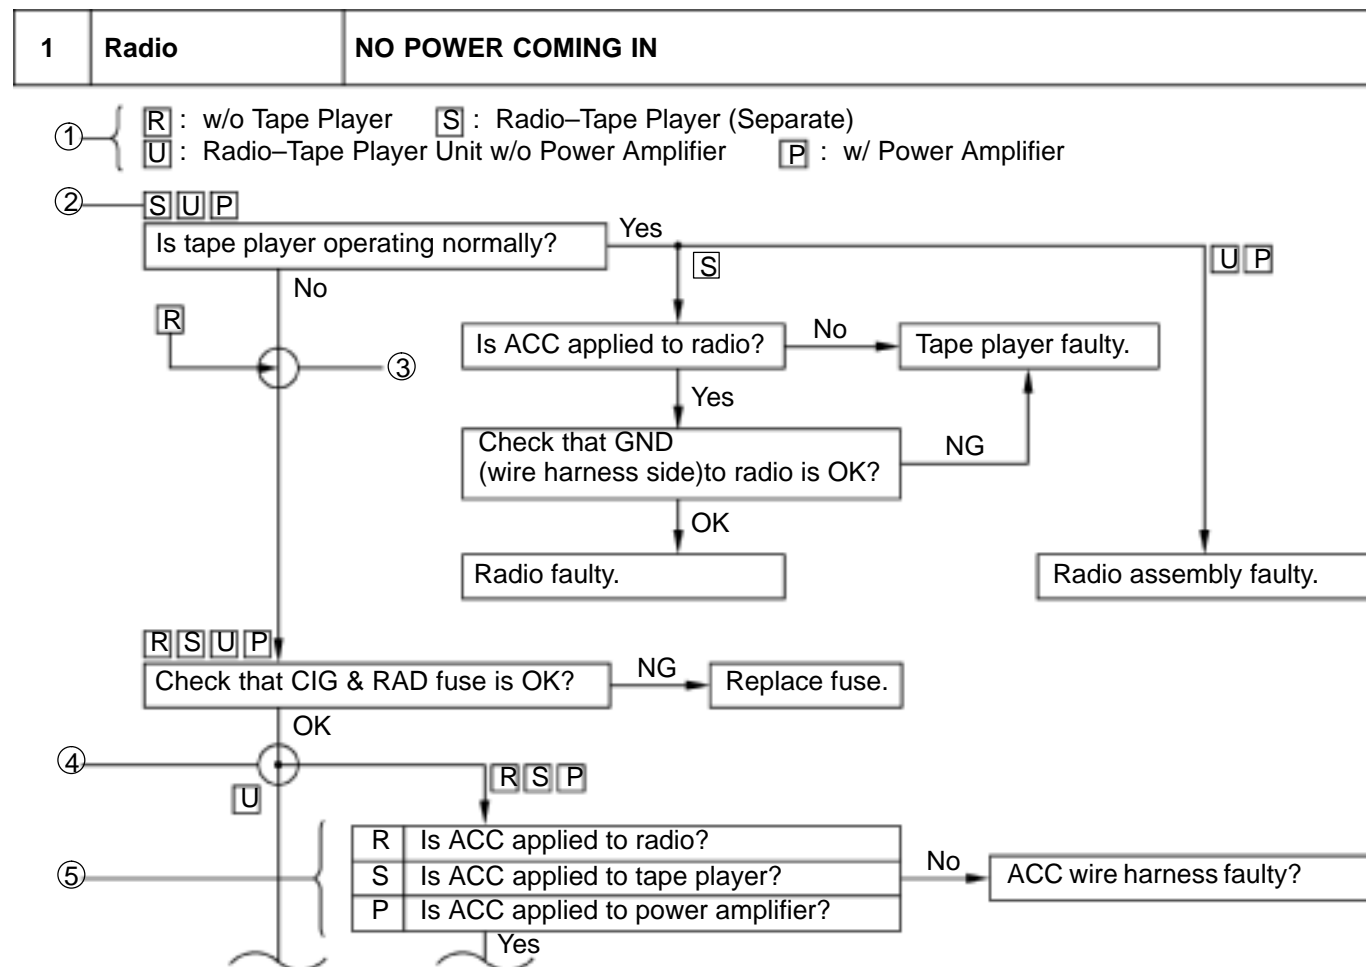 1 Radio NO POWER COMING IN
① R : w/o Tape Player S : Radio–Tape Player (Separate)
U : Radio–Tape Player Unit w/o Power Amplifier P : w/ Power Amplifier
② S U P
Is tape player operating normally?
Yes
S
U P
No
R
③
Is ACC applied to radio?
No
Tape player faulty.
Yes
Check that GND
(wire harness side)to radio is OK?
NG
OK
Radio faulty.
Radio assembly faulty.
R S U P
Check that CIG & RAD fuse is OK?
NG
Replace fuse.
OK
④
U
R S P
⑤
R Is ACC applied to radio?
S Is ACC applied to tape player?
P Is ACC applied to power amplifier?
No
ACC wire harness faulty?
Yes